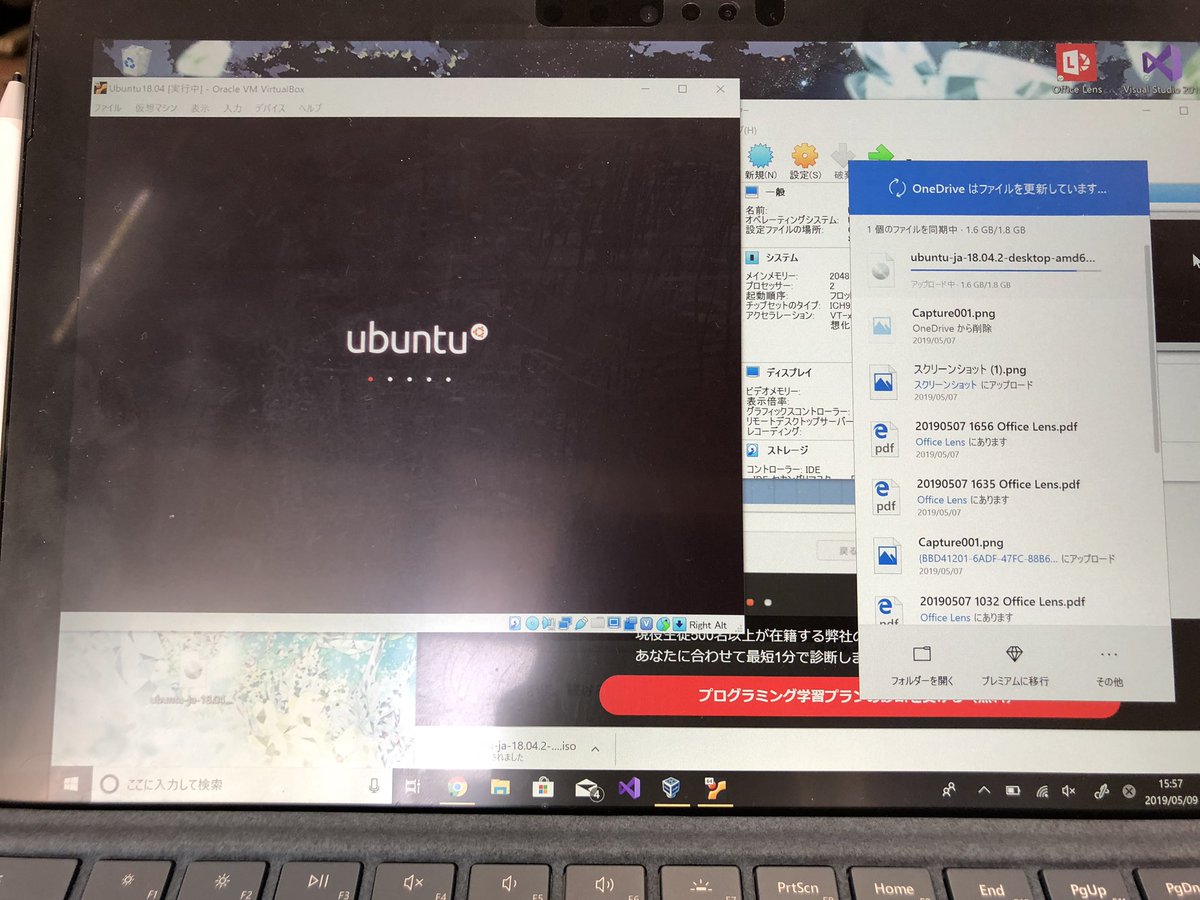 Office Lens
Visual Studio 201
Ubuntu18.04 [実行中] - Oracle VM VirtualBox
ファイル 仮想マシン 表示 入力 デバイス ヘルプ
(H)
新規(N) 設定(S) 破
一般
名前:
オペレーティングシステム:
設定ファイルの場所:
システム
メインメモリー: 2048
プロセッサー: 2
起動順序: フロッ
チップセットのタイプ: ICH9
アクセラレーション: VT-x
想化
ディスプレイ
ビデオメモリー:
表示倍率:
グラフィックスコントローラー:
リモートデスクトップサーバー
レコーディング:
ストレージ
コントローラー: IDE
戻る
ubuntu
Right Alt
OneDrive はファイルを更新しています...
1 個のファイルを同期中 · 1.6 GB/1.8 GB
ubuntu-ja-18.04.2-desktop-amd6...
アップロード中 · 1.6 GB/1.8 GB
Capture001.png
OneDrive から削除
2019/05/07
スクリーンショット (1).png
スクリーンショット にアップロード
2019/05/07
20190507 1656 Office Lens.pdf
Office Lens にあります
2019/05/07
pdf
20190507 1635 Office Lens.pdf
Office Lens にあります
2019/05/07
pdf
Capture001.png
(BBD41201-6ADF-47FC-88B6... にアップロード
2019/05/07
20190507 1032 Office Lens.pdf
Office Lens にあります
pdf
フォルダーを開く プレミアムに移行 その他
現役生徒500名以上が在籍する弊社の
あなたに合わせて最短1分で診断しま
プログラミング学習プラン
ubuntu-ja-18.04...
-ja-18.04.2-....iso
されました
ここに入力して検索
4
64
15:57
2019/05/09
F1 F2 F3 F4 F5 F6 F7
PrtScn Home End PgUp PgDn